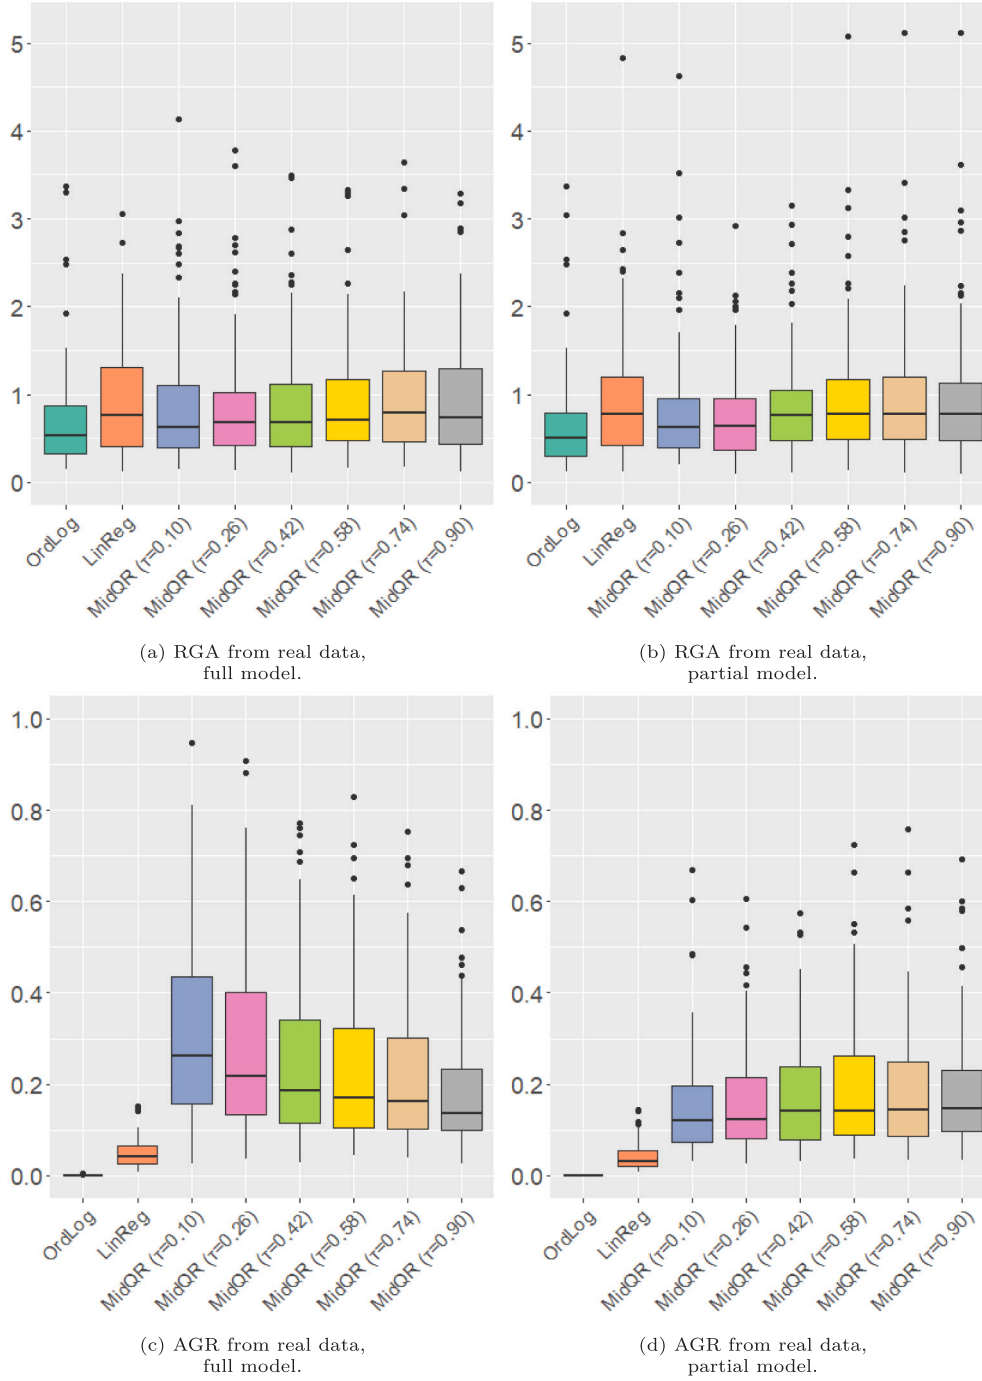 5
4
3
2
1
0
OrdLog
LinReg
MidQR (τ=0.10)
MidQR (τ=0.26)
MidQR (τ=0.42)
MidQR (τ=0.58)
MidQR (τ=0.74)
MidQR (τ=0.90)
(a) RGA from real data,
full model.
5
4
3
2
1
0
OrdLog
LinReg
MidQR (τ=0.10)
MidQR (τ=0.26)
MidQR (τ=0.42)
MidQR (τ=0.58)
MidQR (τ=0.74)
MidQR (τ=0.90)
(b) RGA from real data,
partial model.
1.0
0.8
0.6
0.4
0.2
0.0
OrdLog
LinReg
MidQR (τ=0.10)
MidQR (τ=0.26)
MidQR (τ=0.42)
MidQR (τ=0.58)
MidQR (τ=0.74)
MidQR (τ=0.90)
(c) AGR from real data,
full model.
1.0
0.8
0.6
0.4
0.2
0.0
OrdLog
LinReg
MidQR (τ=0.10)
MidQR (τ=0.26)
MidQR (τ=0.42)
MidQR (τ=0.58)
MidQR (τ=0.74)
MidQR (τ=0.90)
(d) AGR from real data,
partial model.